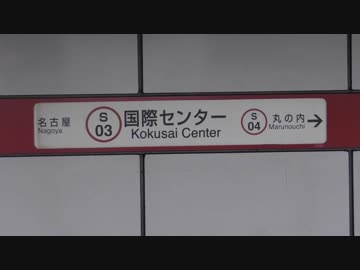 名古屋
Nagoya
S
03
国際センター
Kokusai Center
S
04
丸の内
Marunouchi
→